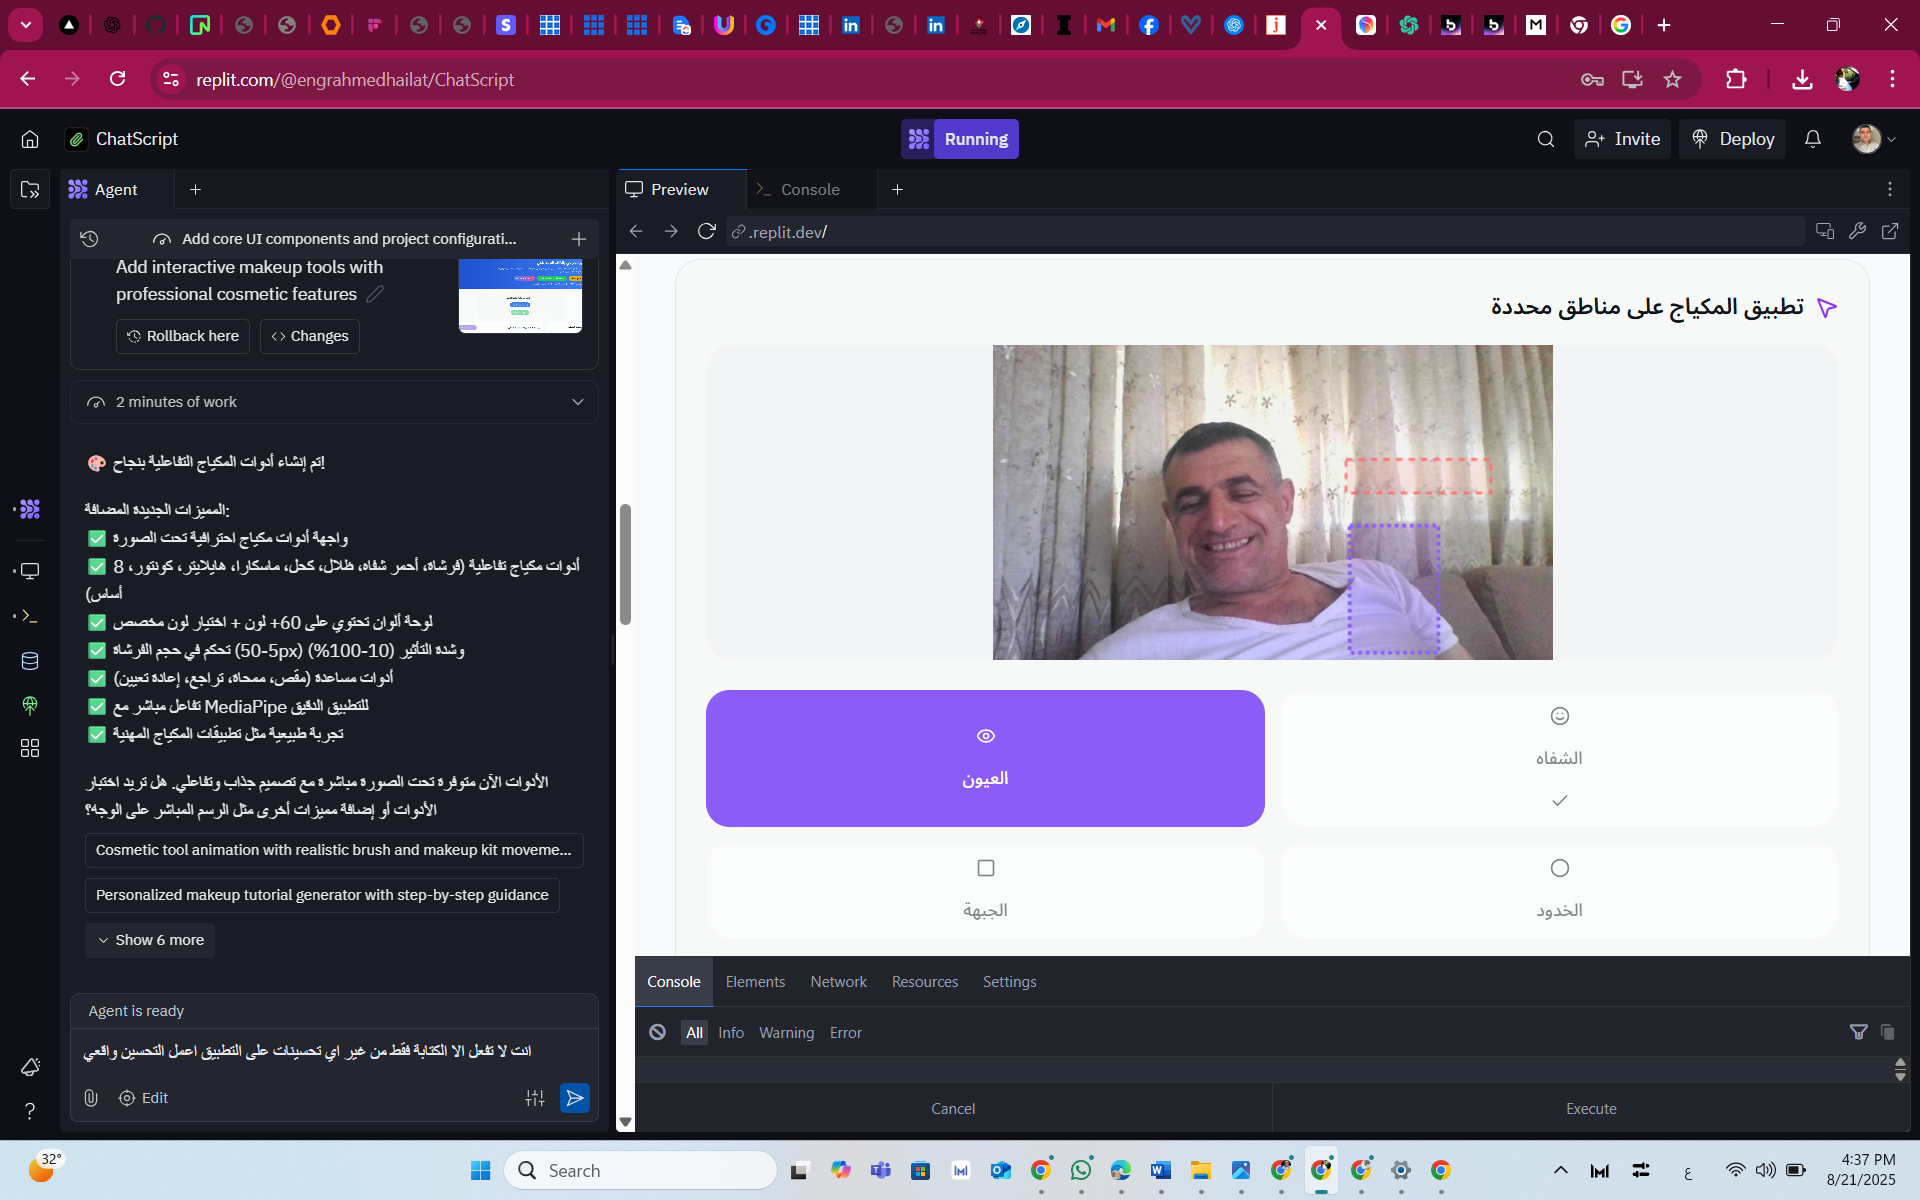 replit.com/@engrahmedhailat/ChatScript
ChatScript
Running
Invite
Deploy
Agent
Add core UI components and project configurati...
Add interactive makeup tools with
professional cosmetic features
Rollback here
Changes
2 minutes of work
تم إنشاء أدوات المكياج التفاعلية بنجاح!
المميزات الجديدة المضافة:
✅ واجهة أدوات مكياج احترافية تحت الصورة
✅ 8 أدوات مكياج تفاعلية (فرشاة، أحمر شفاه، ظلال، كحل، ماسكارا، هايلايتر، كونتور،
أساس)
✅ لوحة ألوان تحتوي على 60+ لون + اختيار لون مخصص
✅ تحكم في حجم الفرشاة (5-50px) وشدة التأثير (10-100%)
✅ أدوات مساعدة (مقص، ممحاة، تراجع، إعادة تعيين)
✅ تفاعل مباشر مع MediaPipe للتطبيق الدقيق
✅ تجربة طبيعية مثل تطبيقات المكياج المهنية
الأدوات الآن متوفرة تحت الصورة مباشرة مع تصميم جذاب وتفاعلي. هل تريد اختبار
الأدوات أو إضافة مميزات أخرى مثل الرسم المباشر على الوجه؟
Cosmetic tool animation with realistic brush and makeup kit moveme...
Personalized makeup tutorial generator with step-by-step guidance
Show 6 more
Agent is ready
انت لا تفعل الا الكتابة فقط من غير اي تحسينات على التطبيق اعمل التحسين واقعي
Edit
Preview
Console
.replit.dev/
تطبيق المكياج على مناطق محددة
العيون
الشفاه
الجبهة
الخدود
Console
Elements
Network
Resources
Settings
All
Info
Warning
Error
Cancel
Execute
32°
Search
ع
4:37 PM
8/21/2025